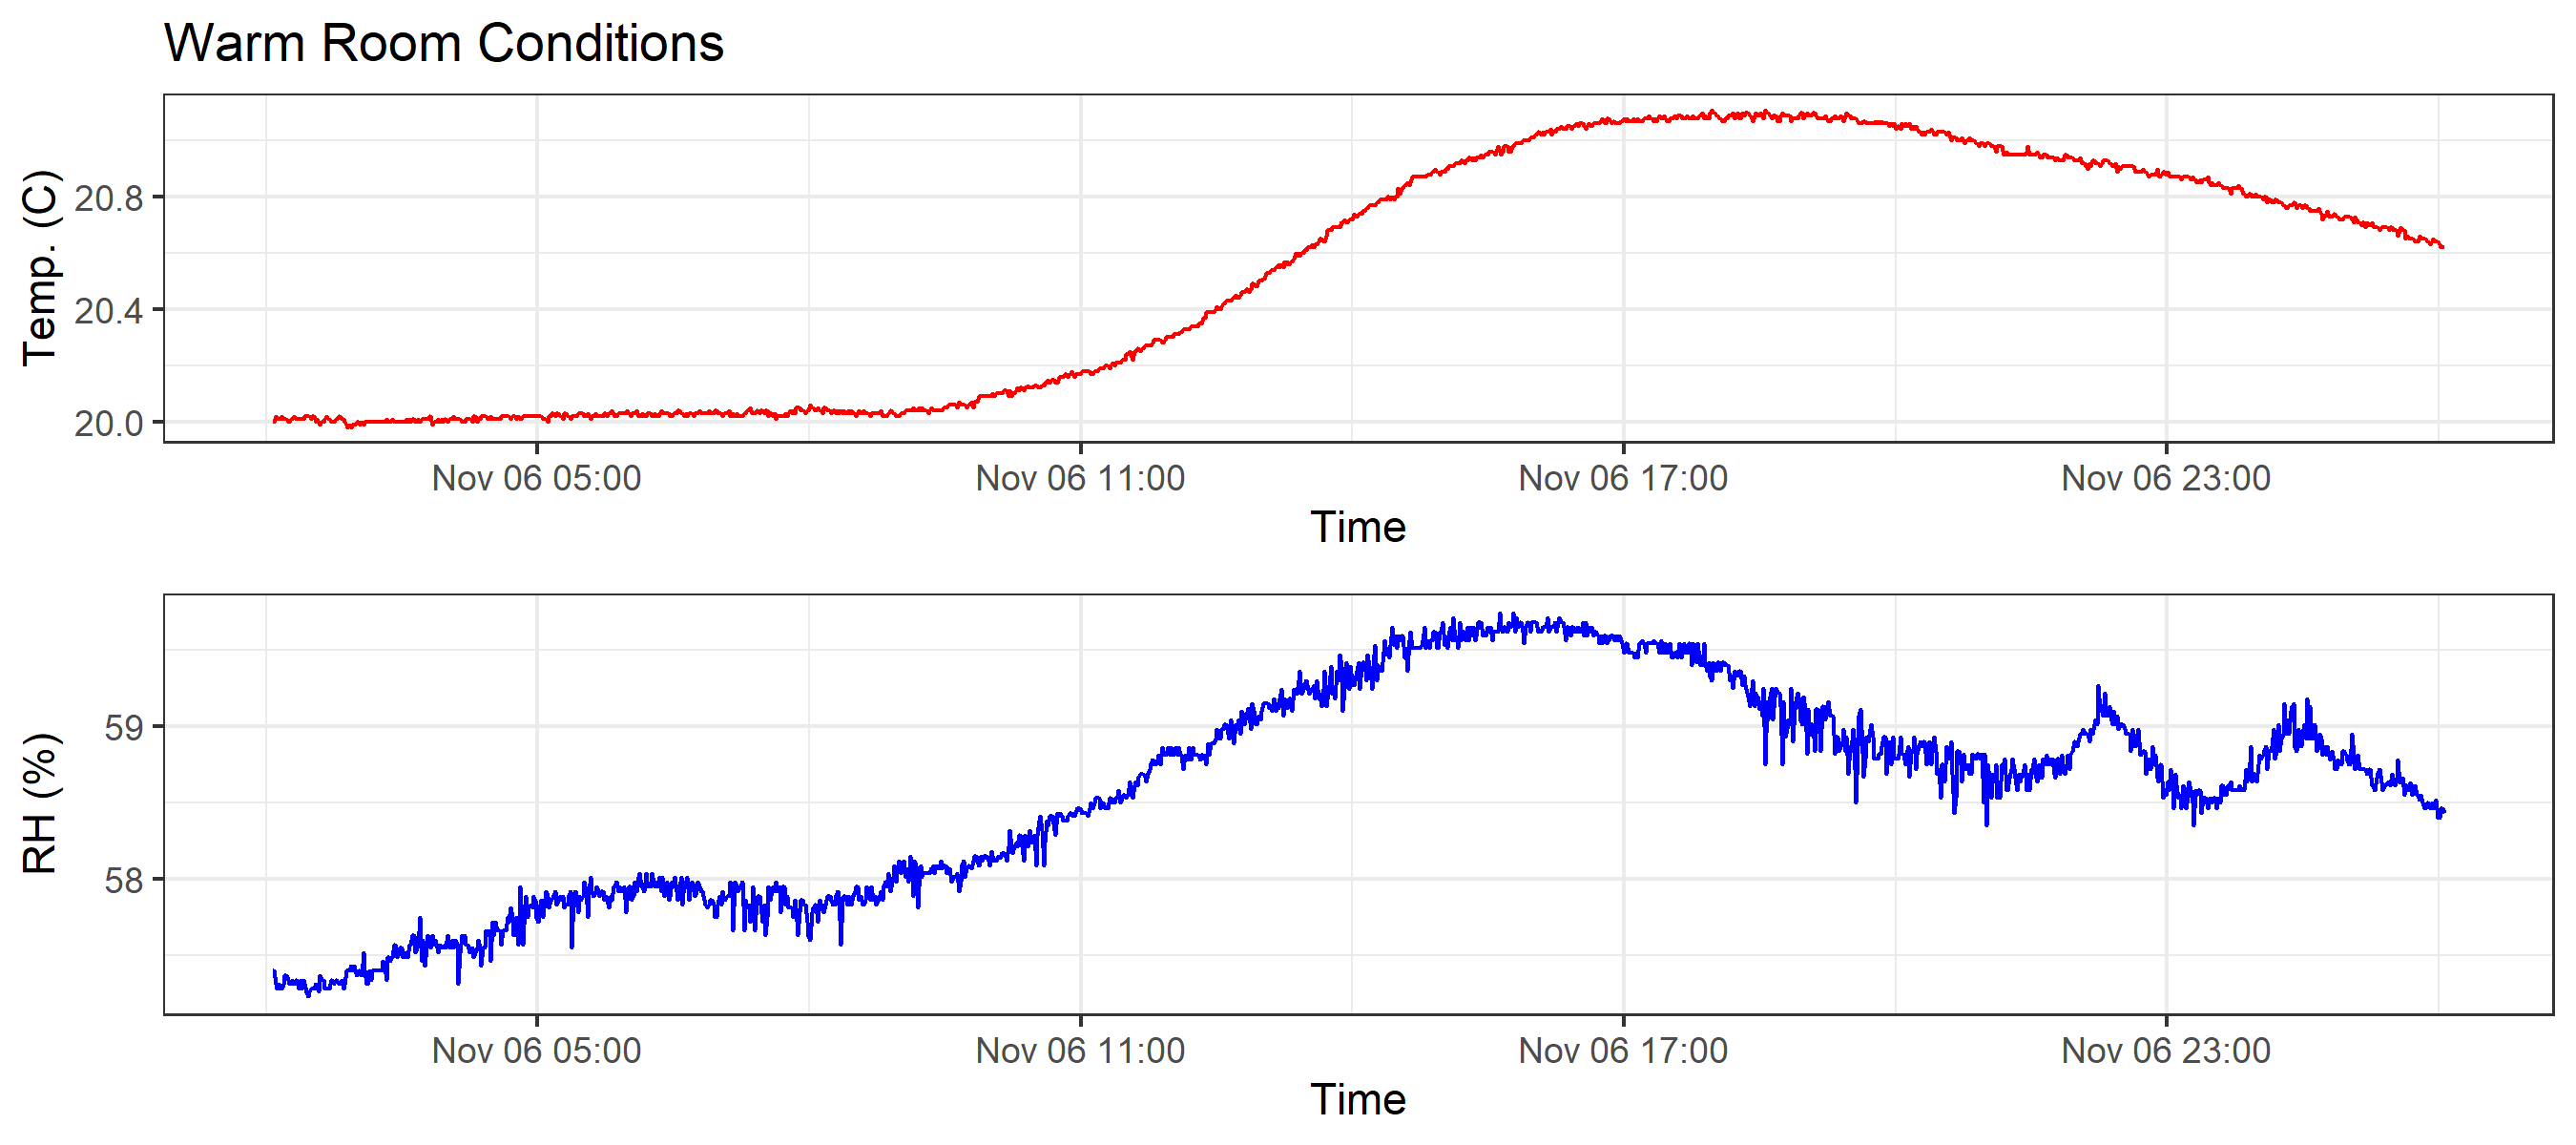 Warm Room Conditions
Temp. (C)
20.8
20.4
20.0
Nov 06 05:00 Nov 06 11:00 Nov 06 17:00 Nov 06 23:00
Time
RH (%)
59
58
Nov 06 05:00 Nov 06 11:00 Nov 06 17:00 Nov 06 23:00
Time